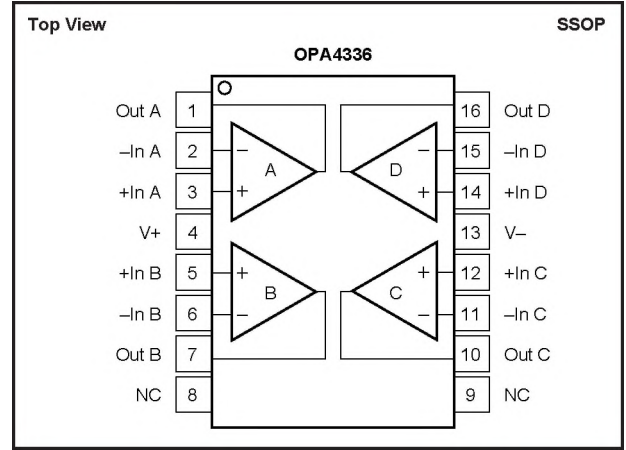 Top View SSOP
OPA4336
Out A 1 16 Out D
–In A 2 – – 15 –In D
A D
+In A 3 + + 14 +In D
V+ 4 13 V–
+In B 5 + + 12 +In C
B C
–In B 6 – – 11 –In C
Out B 7 10 Out C
NC 8 9 NC